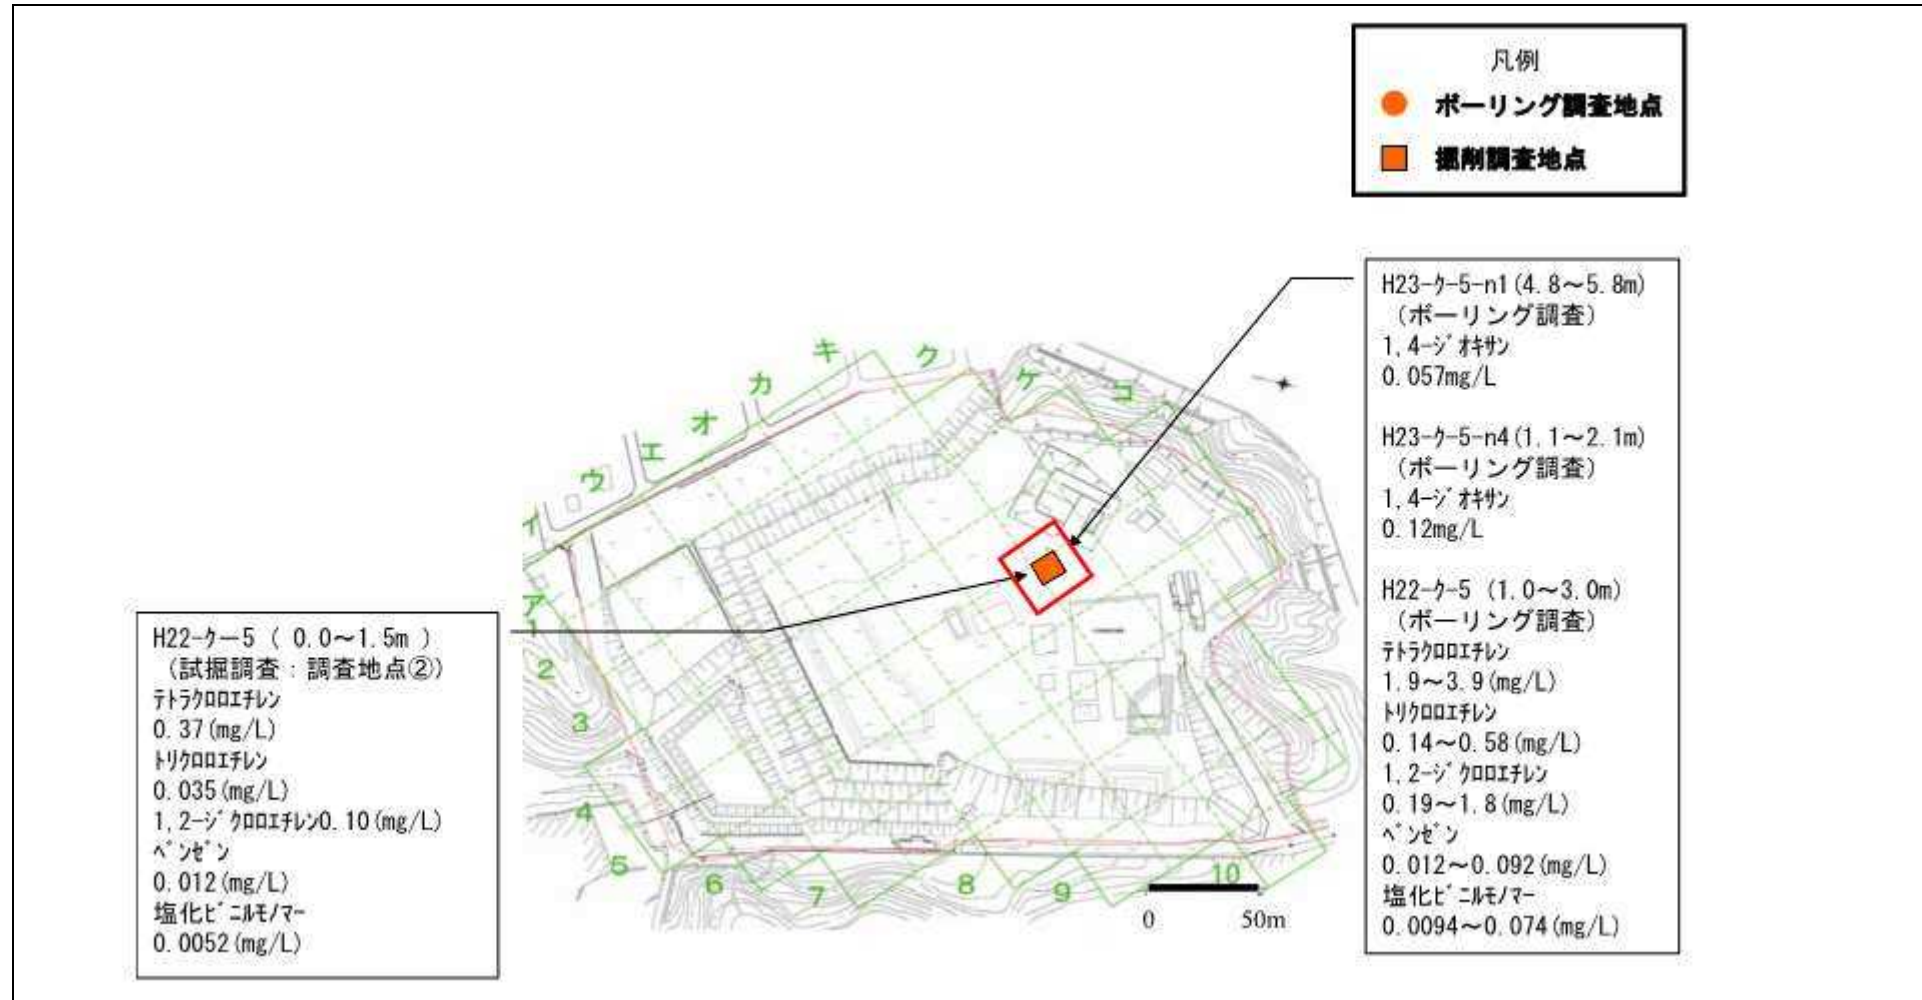 凡例
ボーリング調査地点
掘削調査地点
H23-ｸ-5-n1(4.8～5.8m)
（ボーリング調査）
1,4-ｼﾞｵｷｻﾝ
0.057mg/L
H23-ｸ-5-n4(1.1～2.1m)
（ボーリング調査）
1,4-ｼﾞｵｷｻﾝ
0.12mg/L
H22-ｸ-5 (1.0～3.0m)
（ボーリング調査）
ﾃﾄﾗｸﾛﾛｴﾁﾚﾝ
1.9～3.9(mg/L)
ﾄﾘｸﾛﾛｴﾁﾚﾝ
0.14～0.58(mg/L)
1,2-ｼﾞｸﾛﾛｴﾁﾚﾝ
0.19～1.8(mg/L)
ﾍﾞﾝｾﾞﾝ
0.012～0.092(mg/L)
塩化ﾋﾞﾆﾙﾓﾉﾏｰ
0.0094～0.074(mg/L)
ア
イ
ウ
エ
オ
カ
キ
ク
ケ
コ
1
2
3
4
5
6
7
8
9
10
0 50m
H22-ｸー5 ( 0.0～1.5m )
（試掘調査：調査地点②）
ﾃﾄﾗｸﾛﾛｴﾁﾚﾝ
0.37(mg/L)
ﾄﾘｸﾛﾛｴﾁﾚﾝ
0.035(mg/L)
1,2-ｼﾞｸﾛﾛｴﾁﾚﾝ0.10(mg/L)
ﾍﾞﾝｾﾞﾝ
0.012(mg/L)
塩化ﾋﾞﾆﾙﾓﾉﾏｰ
0.0052(mg/L)